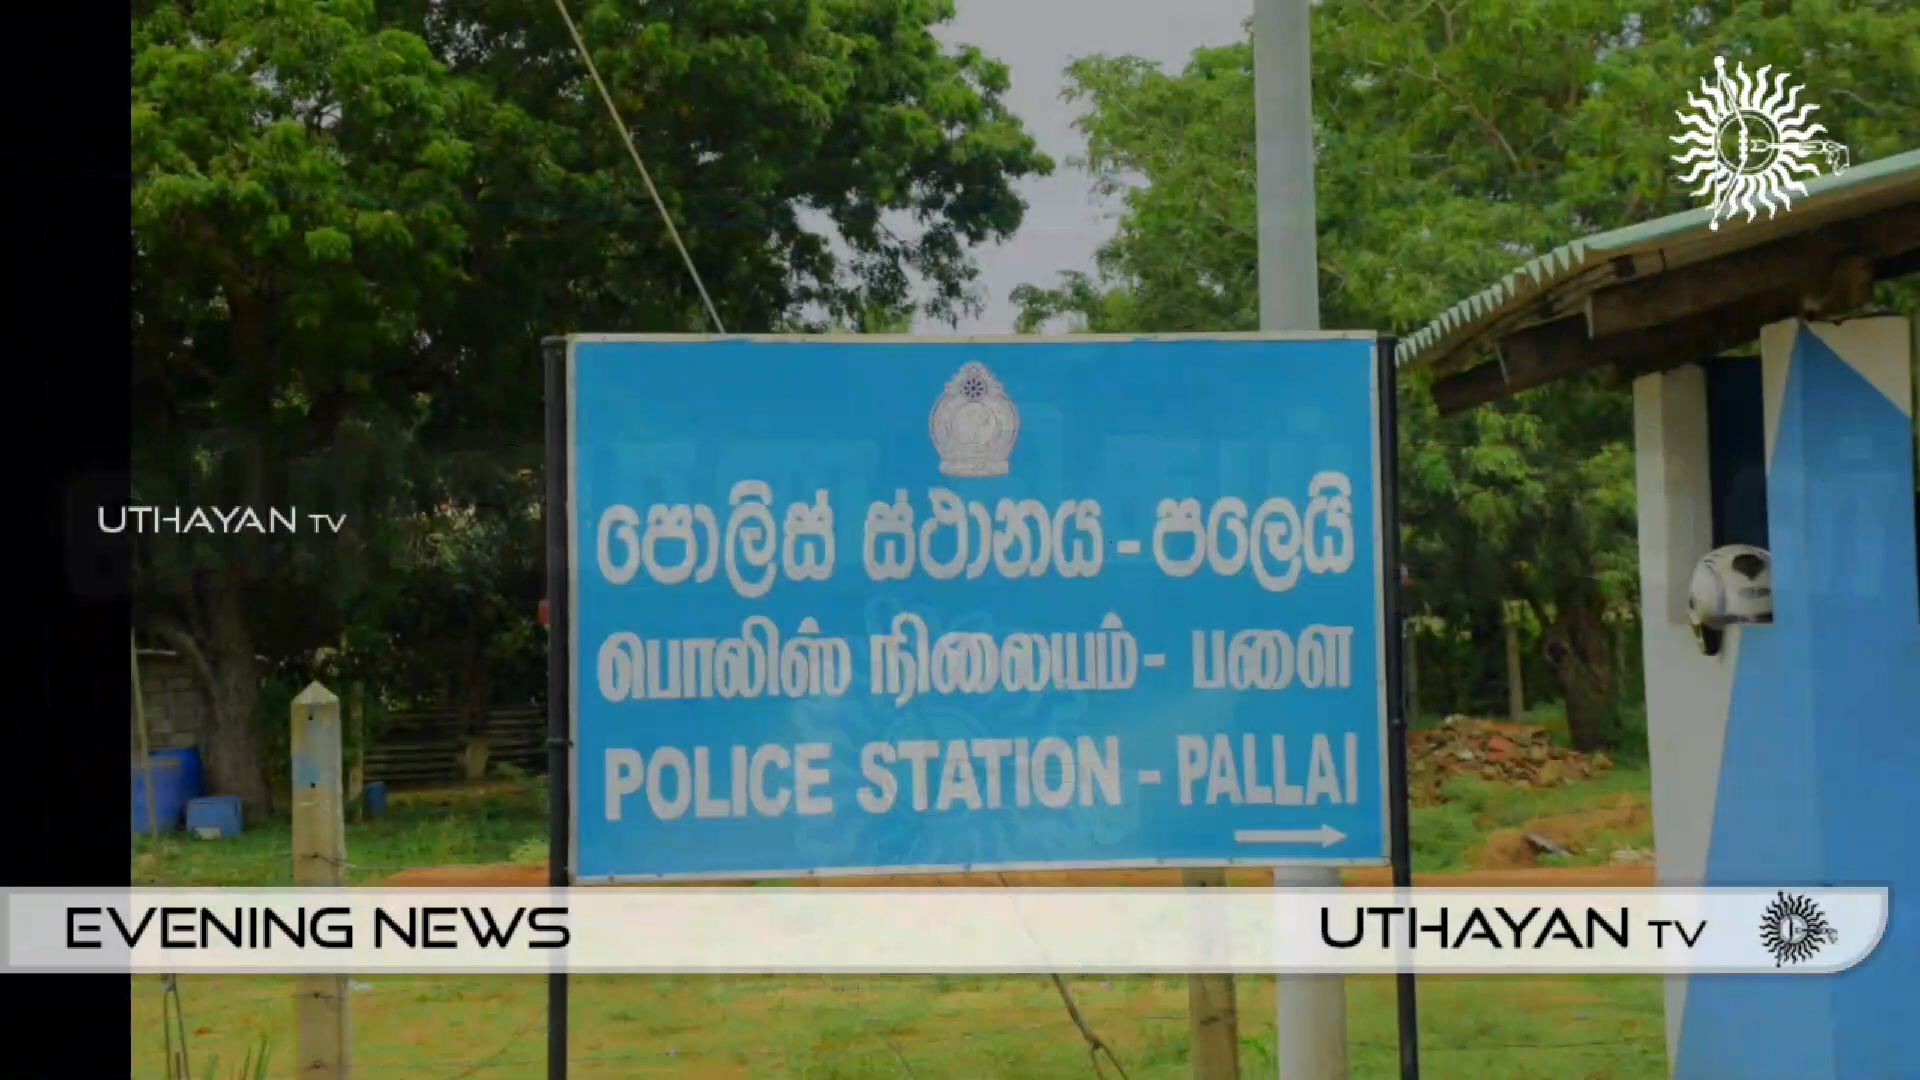 UTHAYAN TV
පොලිස් ස්ථානය - පලෙයි
பொலிஸ் நிலையம் - பளை
POLICE STATION - PALLAI
EVENING NEWS
UTHAYAN TV